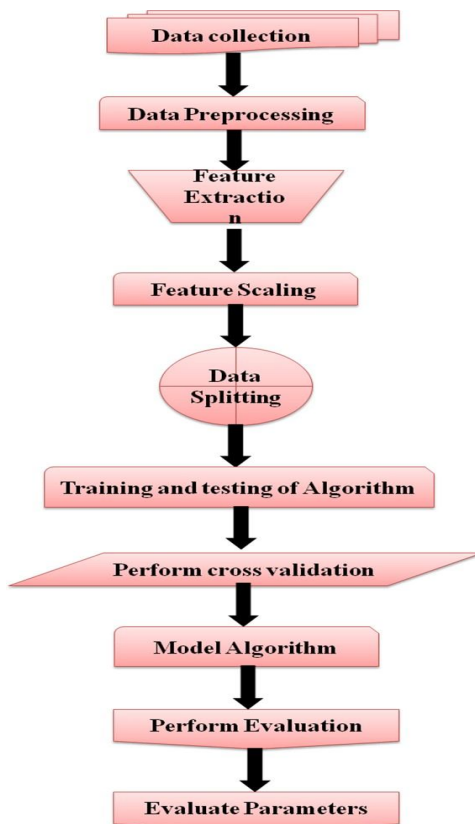 Data collection
Data Preprocessing
Feature
Extractio
n
Feature Scaling
Data
Splitting
Training and testing of Algorithm
Perform cross validation
Model Algorithm
Perform Evaluation
Evaluate Parameters